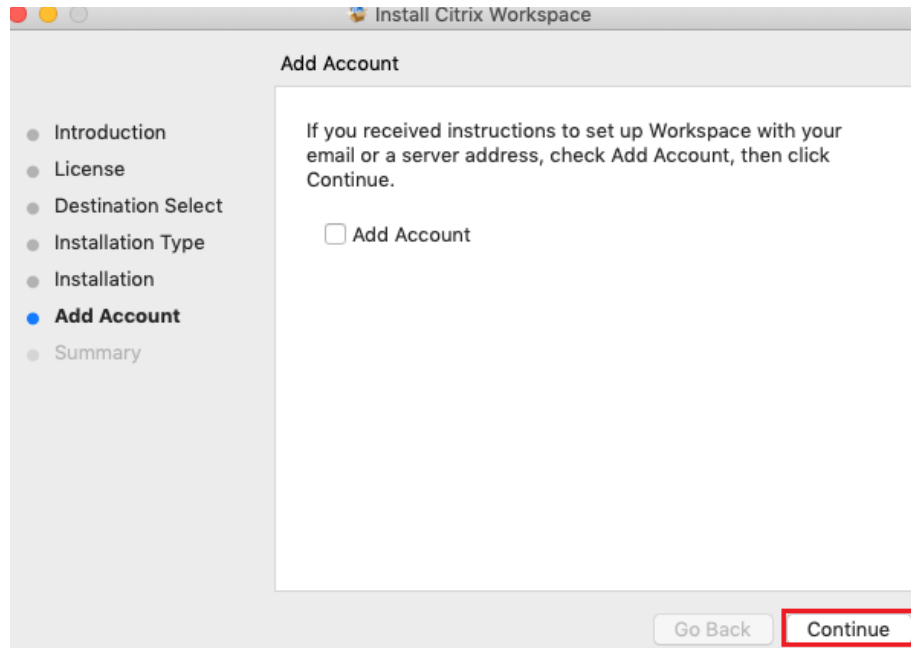 Install Citrix Workspace
Add Account
Introduction
License
Destination Select
Installation Type
Installation
Add Account
Summary
If you received instructions to set up Workspace with your
email or a server address, check Add Account, then click
Continue.
Add Account
Go Back
Continue